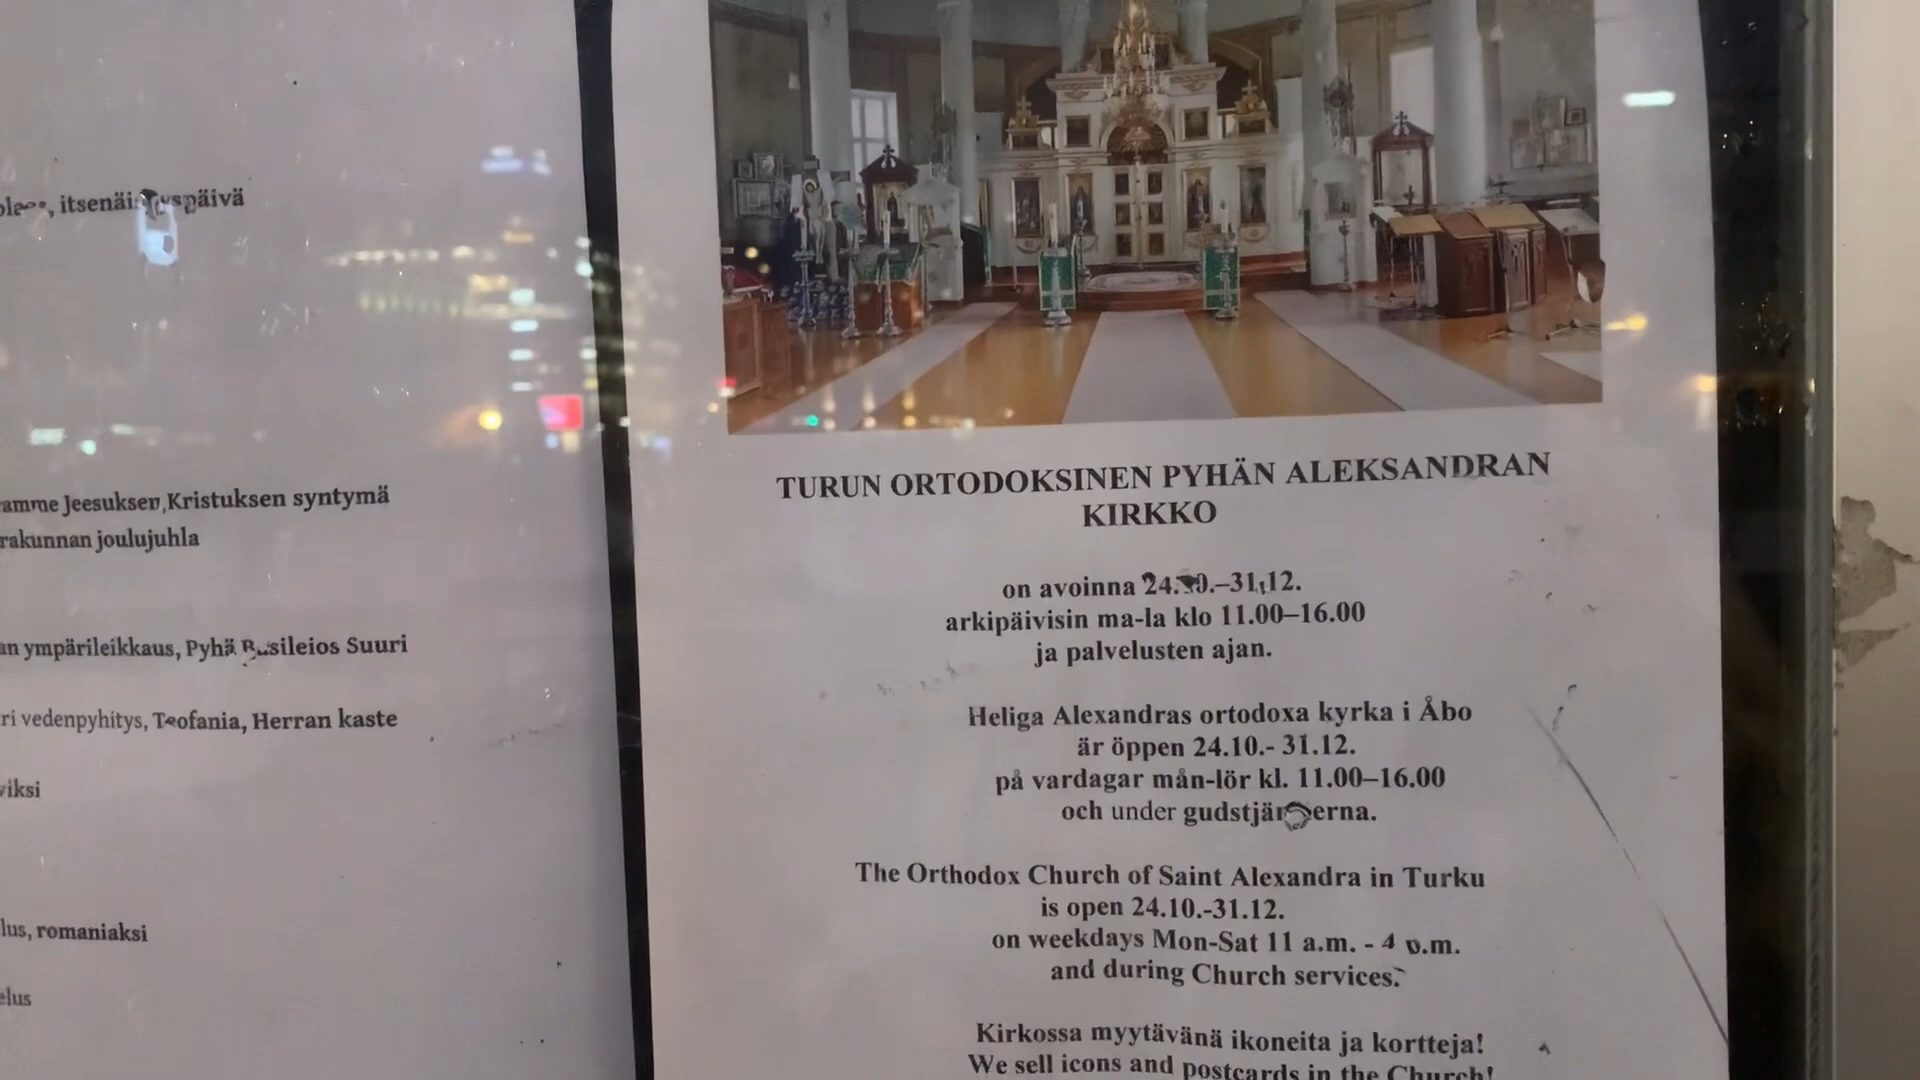 itsenäisyyspäivä
Jeesuksen Kristuksen syntymä
joulujuhla
ympärileikkaus, Pyhä Basileios Suuri
vedenpyhitys, Teofania, Herran kaste
romaniaksi
TURUN ORTODOKSINEN PYHÄN ALEKSANDRAN
KIRKKO
on avoinna 24.10.–31.12.
arkipäivisin ma-la klo 11.00–16.00
ja palvelusten ajan.
Heliga Alexandras ortodoxa kyrka i Åbo
är öppen 24.10.- 31.12.
på vardagar mån-lör kl. 11.00–16.00
och under gudstjänsterna.
The Orthodox Church of Saint Alexandra in Turku
is open 24.10.-31.12.
on weekdays Mon-Sat 11 a.m. - 4 p.m.
and during Church services.
Kirkossa myytävänä ikoneita ja kortteja!
We sell icons and postcards in the Church!